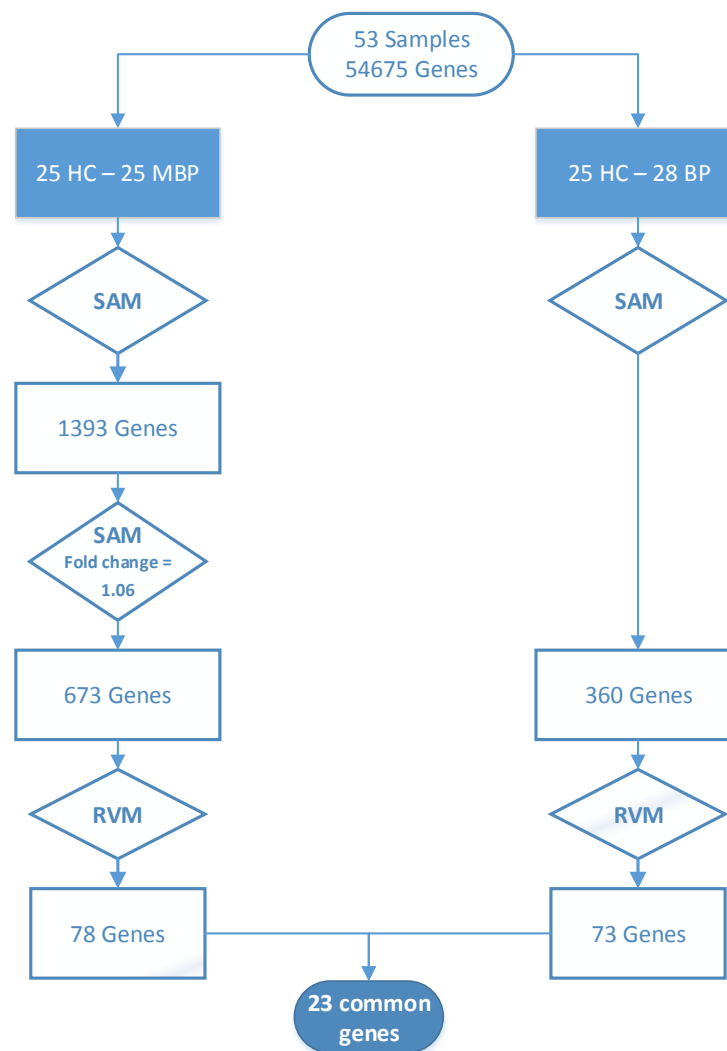 53 Samples
54675 Genes
25 HC – 25 MBP
25 HC – 28 BP
SAM
SAM
1393 Genes
SAM
Fold change =
1.06
673 Genes
360 Genes
RVM
RVM
78 Genes
73 Genes
23 common
genes